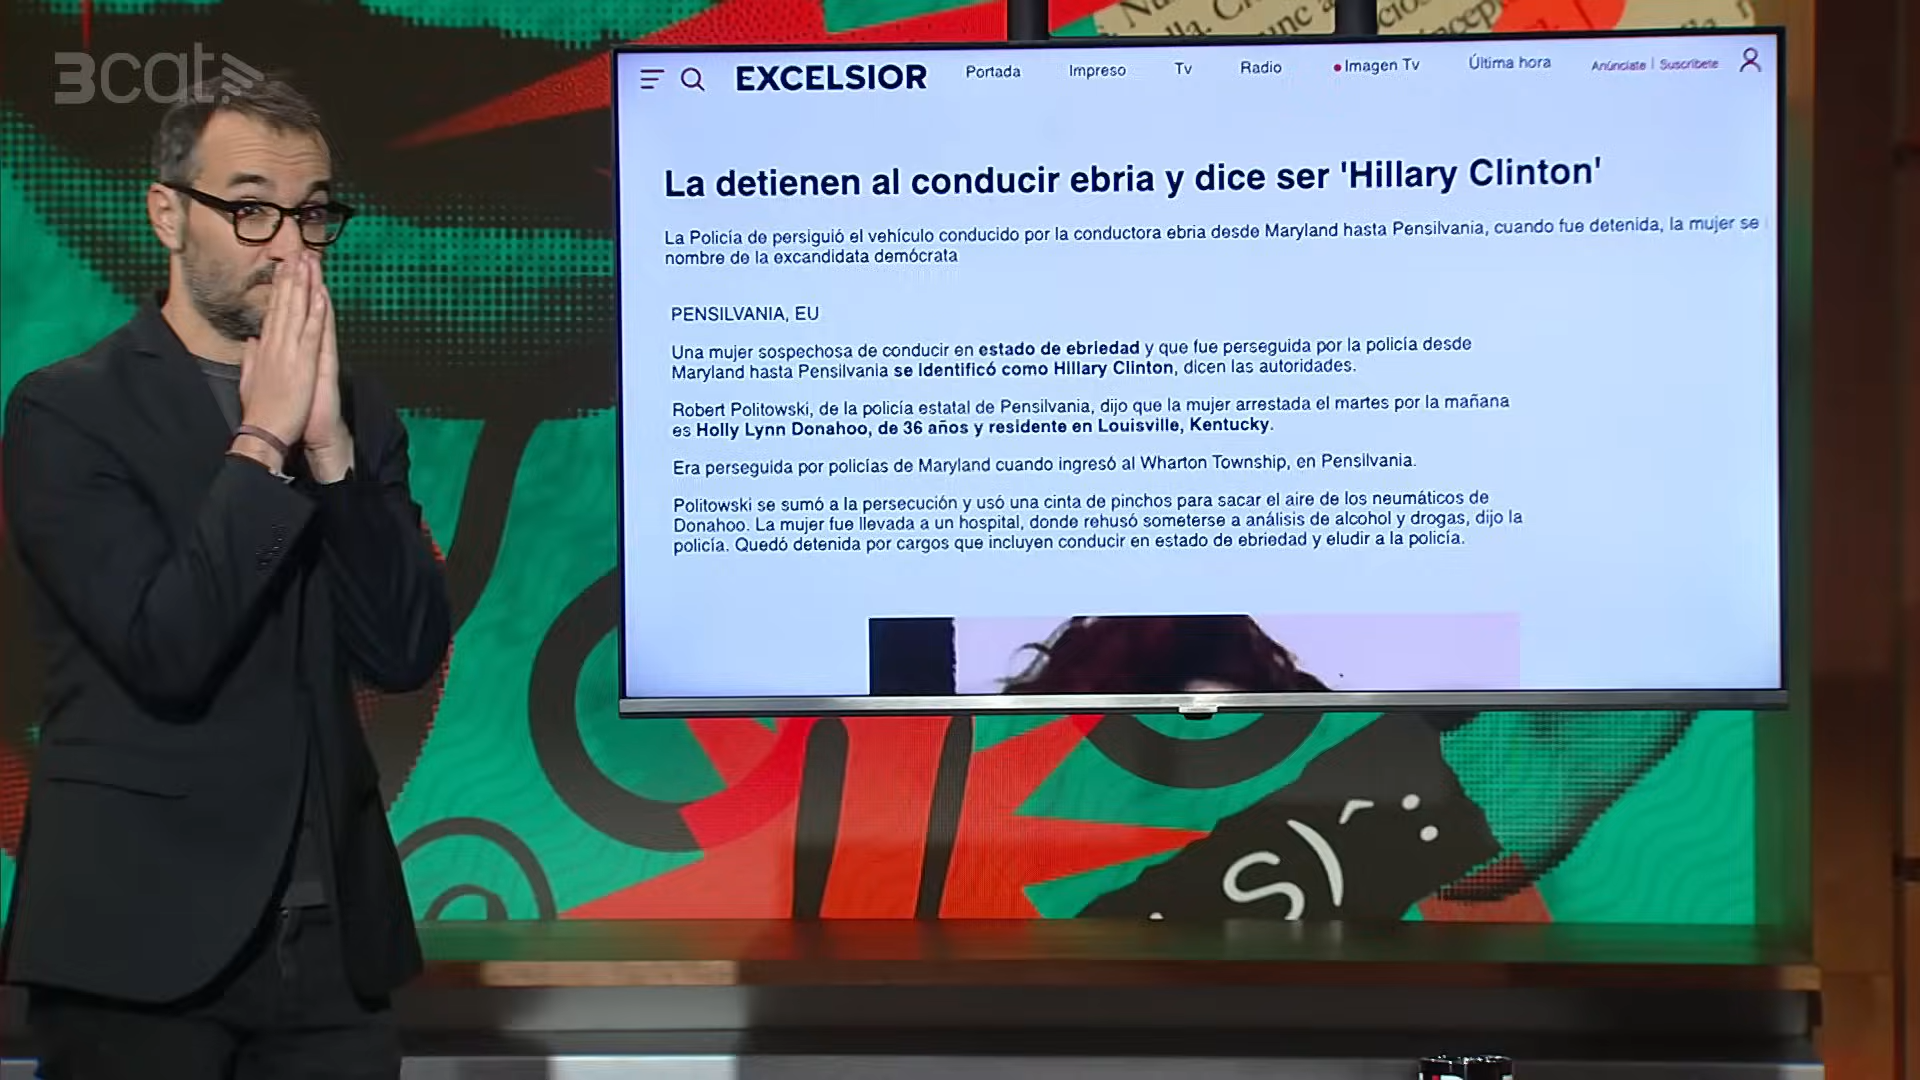 3cat
EXCELSIOR
Portada
Impreso
Tv
Radio
Imagen Tv
Última hora
Anúnciate | Suscríbete
La detienen al conducir ebria y dice ser 'Hillary Clinton'
La Policía de persiguió el vehículo conducido por la conductora ebria desde Maryland hasta Pensilvania, cuando fue detenida, la mujer se
nombre de la excandidata demócrata
PENSILVANIA, EU
Una mujer sospechosa de conducir en estado de ebriedad y que fue perseguida por la policía desde
Maryland hasta Pensilvania se identificó como Hillary Clinton, dicen las autoridades.
Robert Politowski, de la policía estatal de Pensilvania, dijo que la mujer arrestada el martes por la mañana
es Holly Lynn Donahoo, de 36 años y residente en Louisville, Kentucky.
Era perseguida por policías de Maryland cuando ingresó al Wharton Township, en Pensilvania.
Politowski se sumó a la persecución y usó una cinta de pinchos para sacar el aire de los neumáticos de
Donahoo. La mujer fue llevada a un hospital, donde rehusó someterse a análisis de alcohol y drogas, dijo la
policía. Quedó detenida por cargos que incluyen conducir en estado de ebriedad y eludir a la policía.